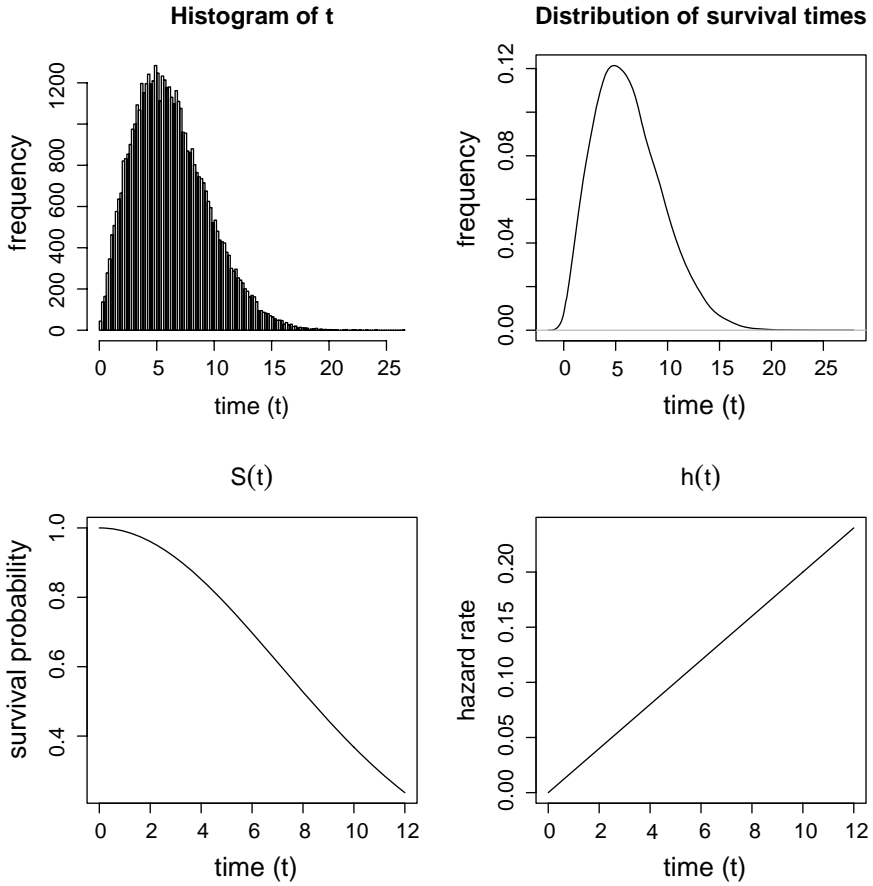 Histogram of t
frequency
0 200 400 600 800 1200
0 5 10 15 20 25
time (t)
Distribution of survival times
frequency
0.00 0.04 0.08 0.12
0 5 10 15 20 25
time (t)
S(t)
survival probability
0.4 0.6 0.8 1.0
0 2 4 6 8 10 12
time (t)
h(t)
hazard rate
0.00 0.05 0.10 0.15 0.20
0 2 4 6 8 10 12
time (t)